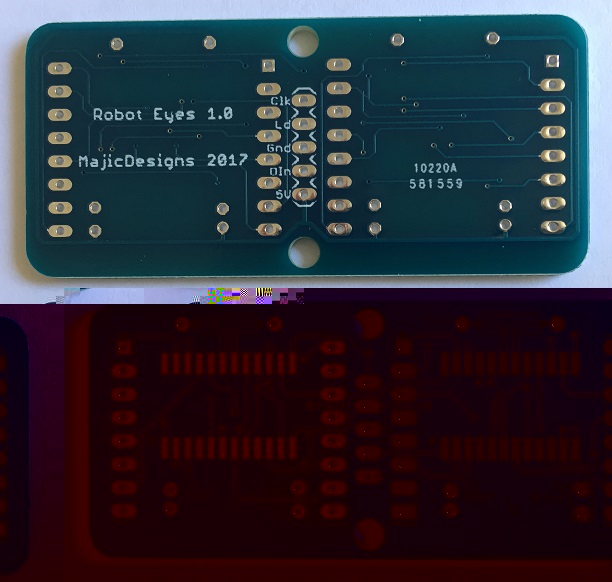 Robot Eyes 1.0
MajicDesigns 2017
Clk
Ld
Gnd
DIn
5V
10220A
581559